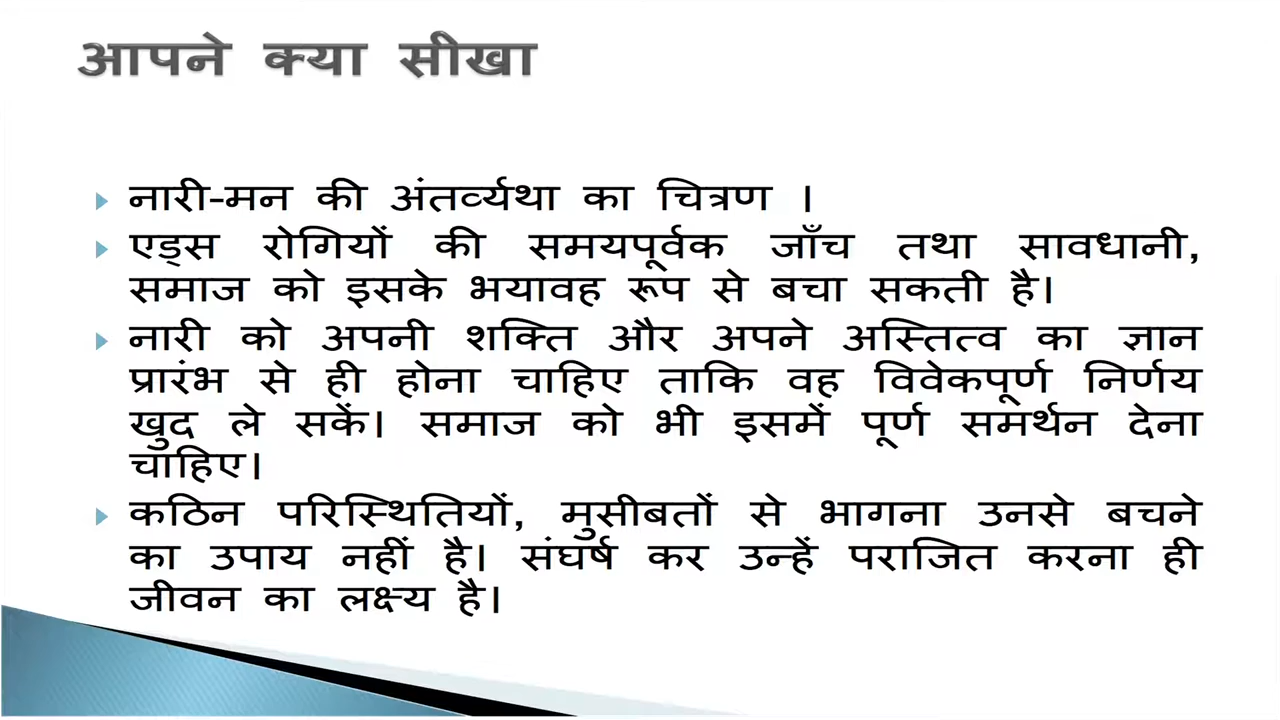 आपने क्या सीखा
नारी-मन की अंतर्व्यथा का चित्रण ।
एड्स रोगियों की समयपूर्वक जाँच तथा सावधानी,
समाज को इसके भयावह रूप से बचा सकती है।
नारी को अपनी शक्ति और अपने अस्तित्व का ज्ञान
प्रारंभ से ही होना चाहिए ताकि वह विवेकपूर्ण निर्णय
खुद ले सकें। समाज को भी इसमें पूर्ण समर्थन देना
चाहिए।
कठिन परिस्थितियों, मुसीबतों से भागना उनसे बचने
का उपाय नहीं है। संघर्ष कर उन्हें पराजित करना ही
जीवन का लक्ष्य है।